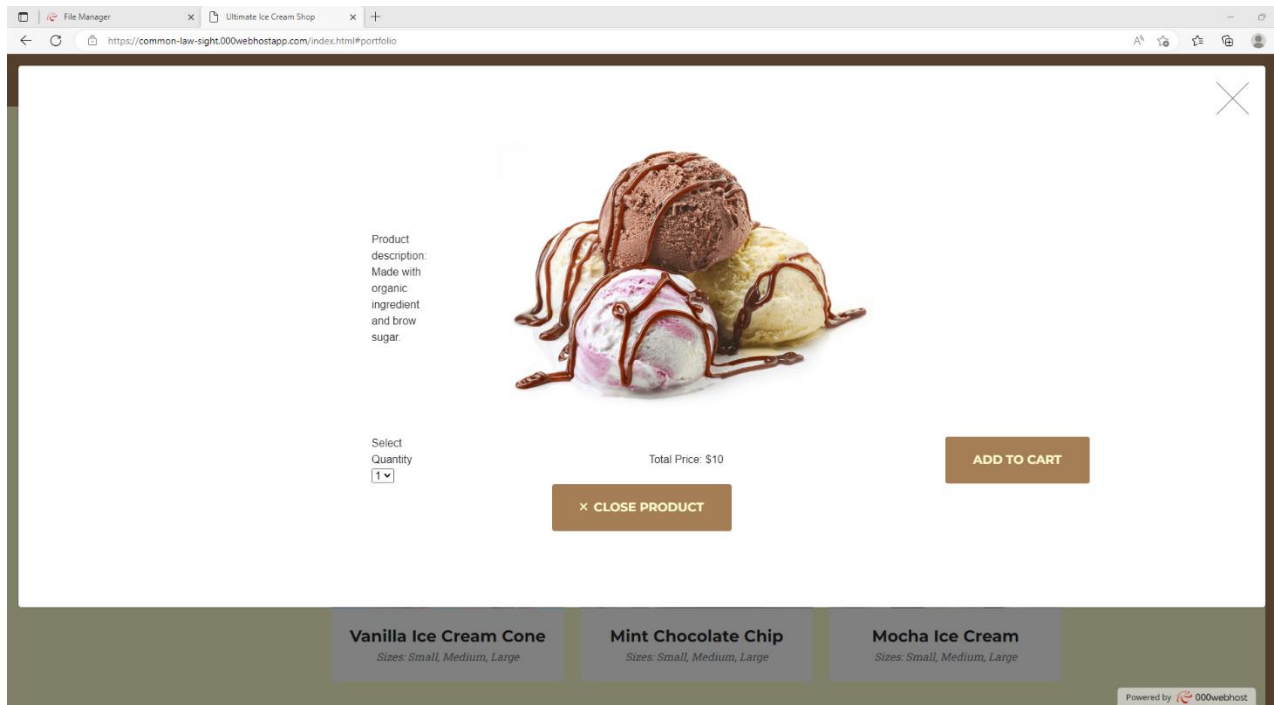 File Manager
Ultimate Ice Cream Shop
https://common-law-sight.000webhostapp.com/index.html#portfolio
Product
description:
Made with
organic
ingredient
and brow
sugar.
Select
Quantity
1
Total Price: $10
ADD TO CART
× CLOSE PRODUCT
Vanilla Ice Cream Cone
Mint Chocolate Chip
Mocha Ice Cream
Sizes: Small, Medium, Large
Sizes: Small, Medium, Large
Sizes: Small, Medium, Large
Powered by 000webhost